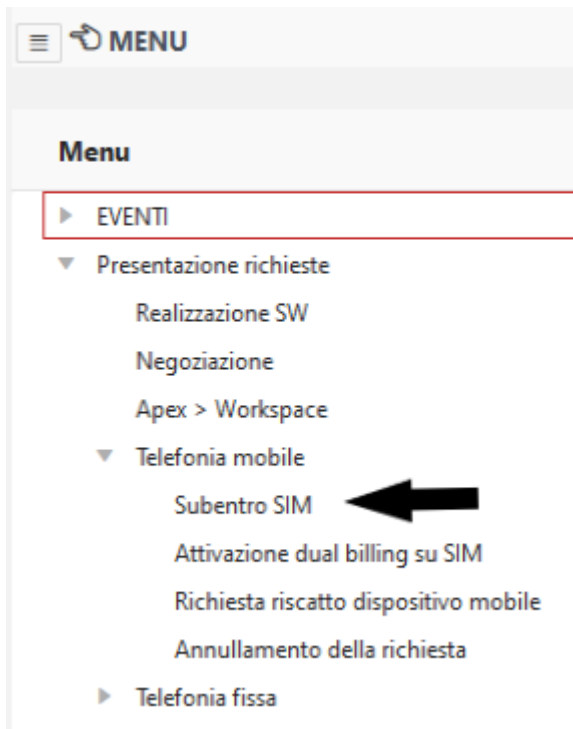 MENU
Menu
EVENTI
Presentazione richieste
Realizzazione SW
Negoziazione
Apex > Workspace
Telefonia mobile
Subentro SIM
Attivazione dual billing su SIM
Richiesta riscatto dispositivo mobile
Annullamento della richiesta
Telefonia fissa